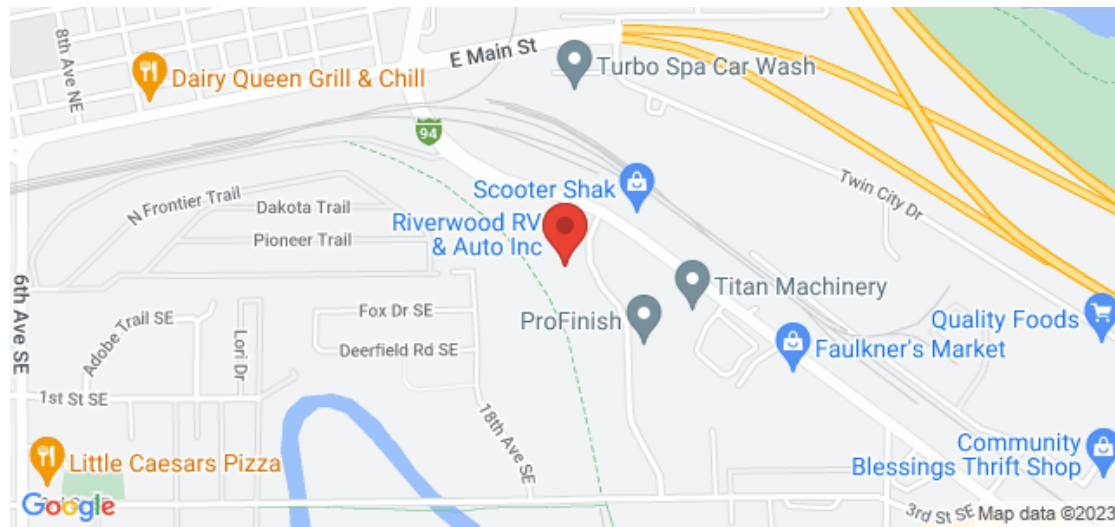 8th Ave NE
Dairy Queen Grill & Chill
E Main St
Turbo Spa Car Wash
94
Twin City Dr
Scooter Shak
N Frontier Trail
Dakota Trail
Pioneer Trail
Riverwood RV
& Auto Inc
6th Ave SE
Titan Machinery
Fox Dr SE
ProFinish
Quality Foods
Adobe Trail SE
Lori Dr
Deerfield Rd SE
Faulkner's Market
1st St SE
18th Ave SE
Little Caesars Pizza
Community
Blessings Thrift Shop
Google
3rd St SE
Map data ©2023